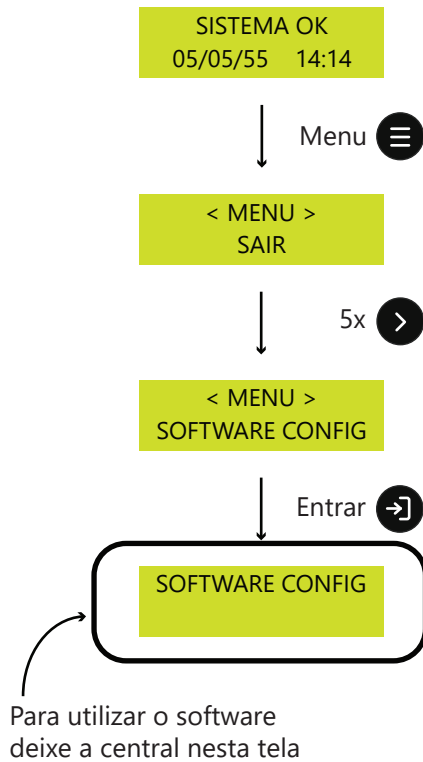 SISTEMA OK
05/05/55 14:14
Menu
< MENU >
SAIR
5x
< MENU >
SOFTWARE CONFIG
Entrar
SOFTWARE CONFIG
Para utilizar o software
deixe a central nesta tela